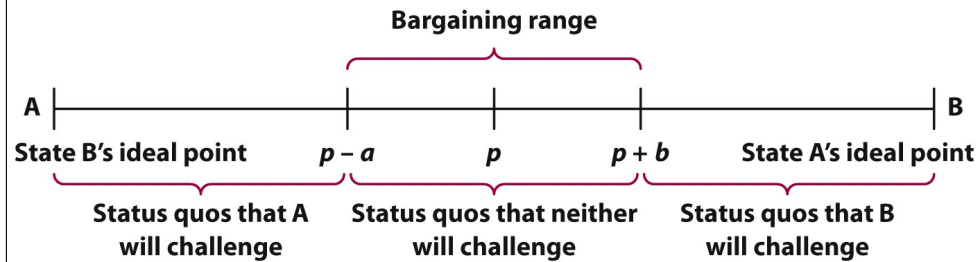 Bargaining range
A
B
State B's ideal point
p – a
p
p + b
State A's ideal point
Status quos that A
will challenge
Status quos that neither
will challenge
Status quos that B
will challenge